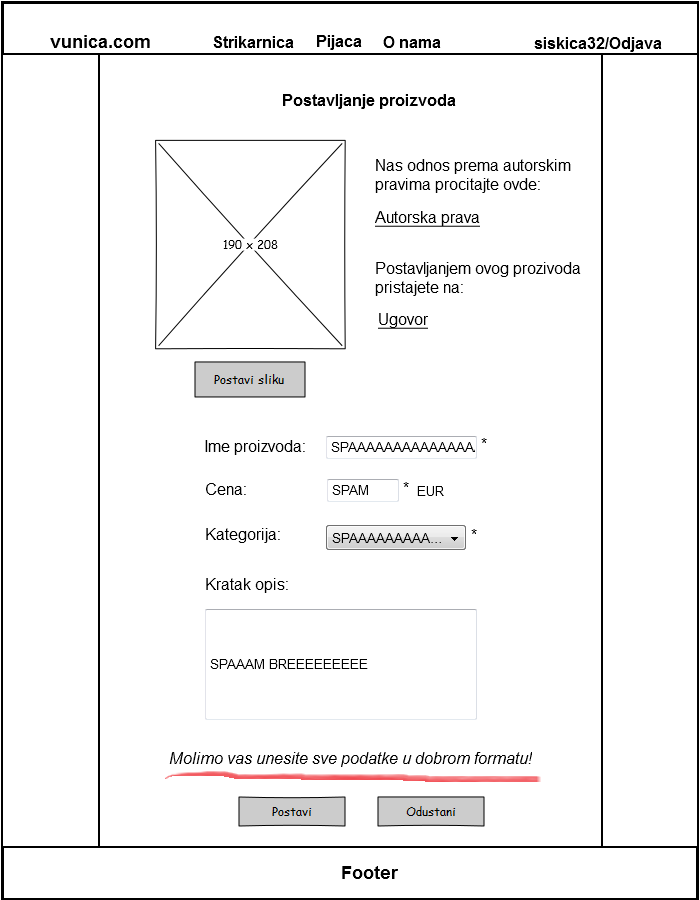 vunica.com Strikarnica Pijaca O nama siskica32/Odjava
Postavljanje proizvoda
190 x 208
Nas odnos prema autorskim
pravima procitajte ovde:
Autorska prava
Postavljanjem ovog prozivoda
pristajete na:
Ugovor
Postavi sliku
Ime proizvoda: SPAAAAAAAAAAAAAA *
Cena: SPAM * EUR
Kategorija: SPAAAAAAAAA... *
Kratak opis:
SPAAAM BREEEEEEEEE
Molimo vas unesite sve podatke u dobrom formatu!
Postavi Odustani
Footer